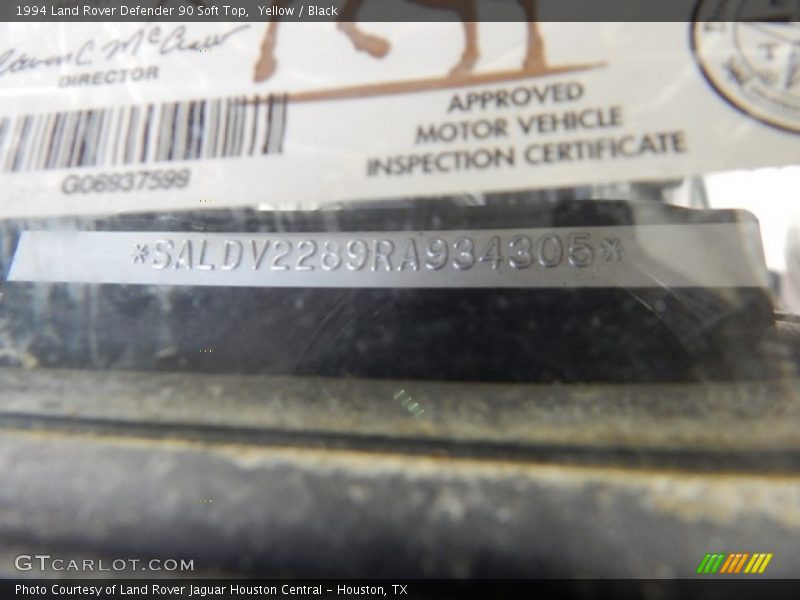 1994 Land Rover Defender 90 Soft Top,  Yellow / Black
DIRECTOR
APPROVED
MOTOR VEHICLE
INSPECTION CERTIFICATE
G06937599
*SALDV2289RA934305*
GTCARLOT.COM
Photo Courtesy of Land Rover Jaguar Houston Central - Houston, TX